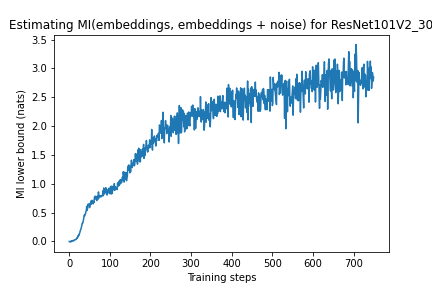 Estimating MI(embeddings, embeddings + noise) for ResNet101V2_30
MI lower bound (nats)
3.5
3.0
2.5
2.0
1.5
1.0
0.5
0.0
0 100 200 300 400 500 600 700
Training steps